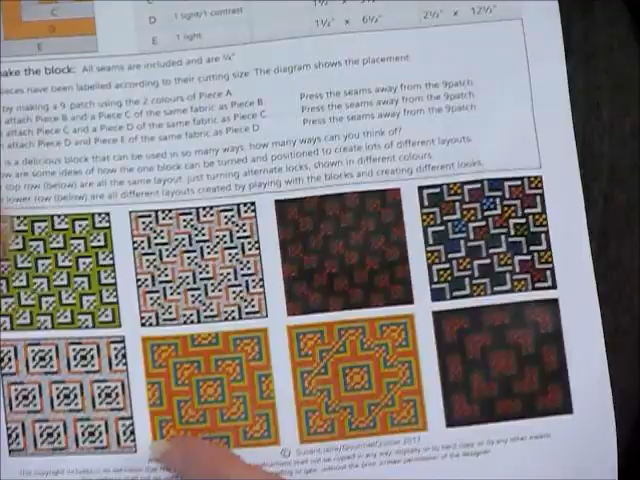 C
D
E
D 1 light/1 contrast 1½" x 6½" 2½" x 12½"
E 1 light
ake the block: All seams are included and are ¼"
ieces have been labelled according to their cutting size. The diagram shows the placement.
by making a 9 patch using the 2 colours of Piece A
attach Piece B and a Piece C of the same fabric as Piece B. Press the seams away from the 9patch
attach Piece C and a Piece D of the same fabric as Piece C. Press the seams away from the 9patch
attach Piece D and Piece E of the same fabric as Piece D Press the seams away from the 9patch
is a delicious block that can be used in so many ways, how many ways can you think of?
ow are some ideas of how the one block can be turned and positioned to create lots of different layouts.
top row (below) are all the same layout, just turning alternate locks, shown in different colours.
lower row (below) are all different layouts created by playing with the blocks and creating different looks.